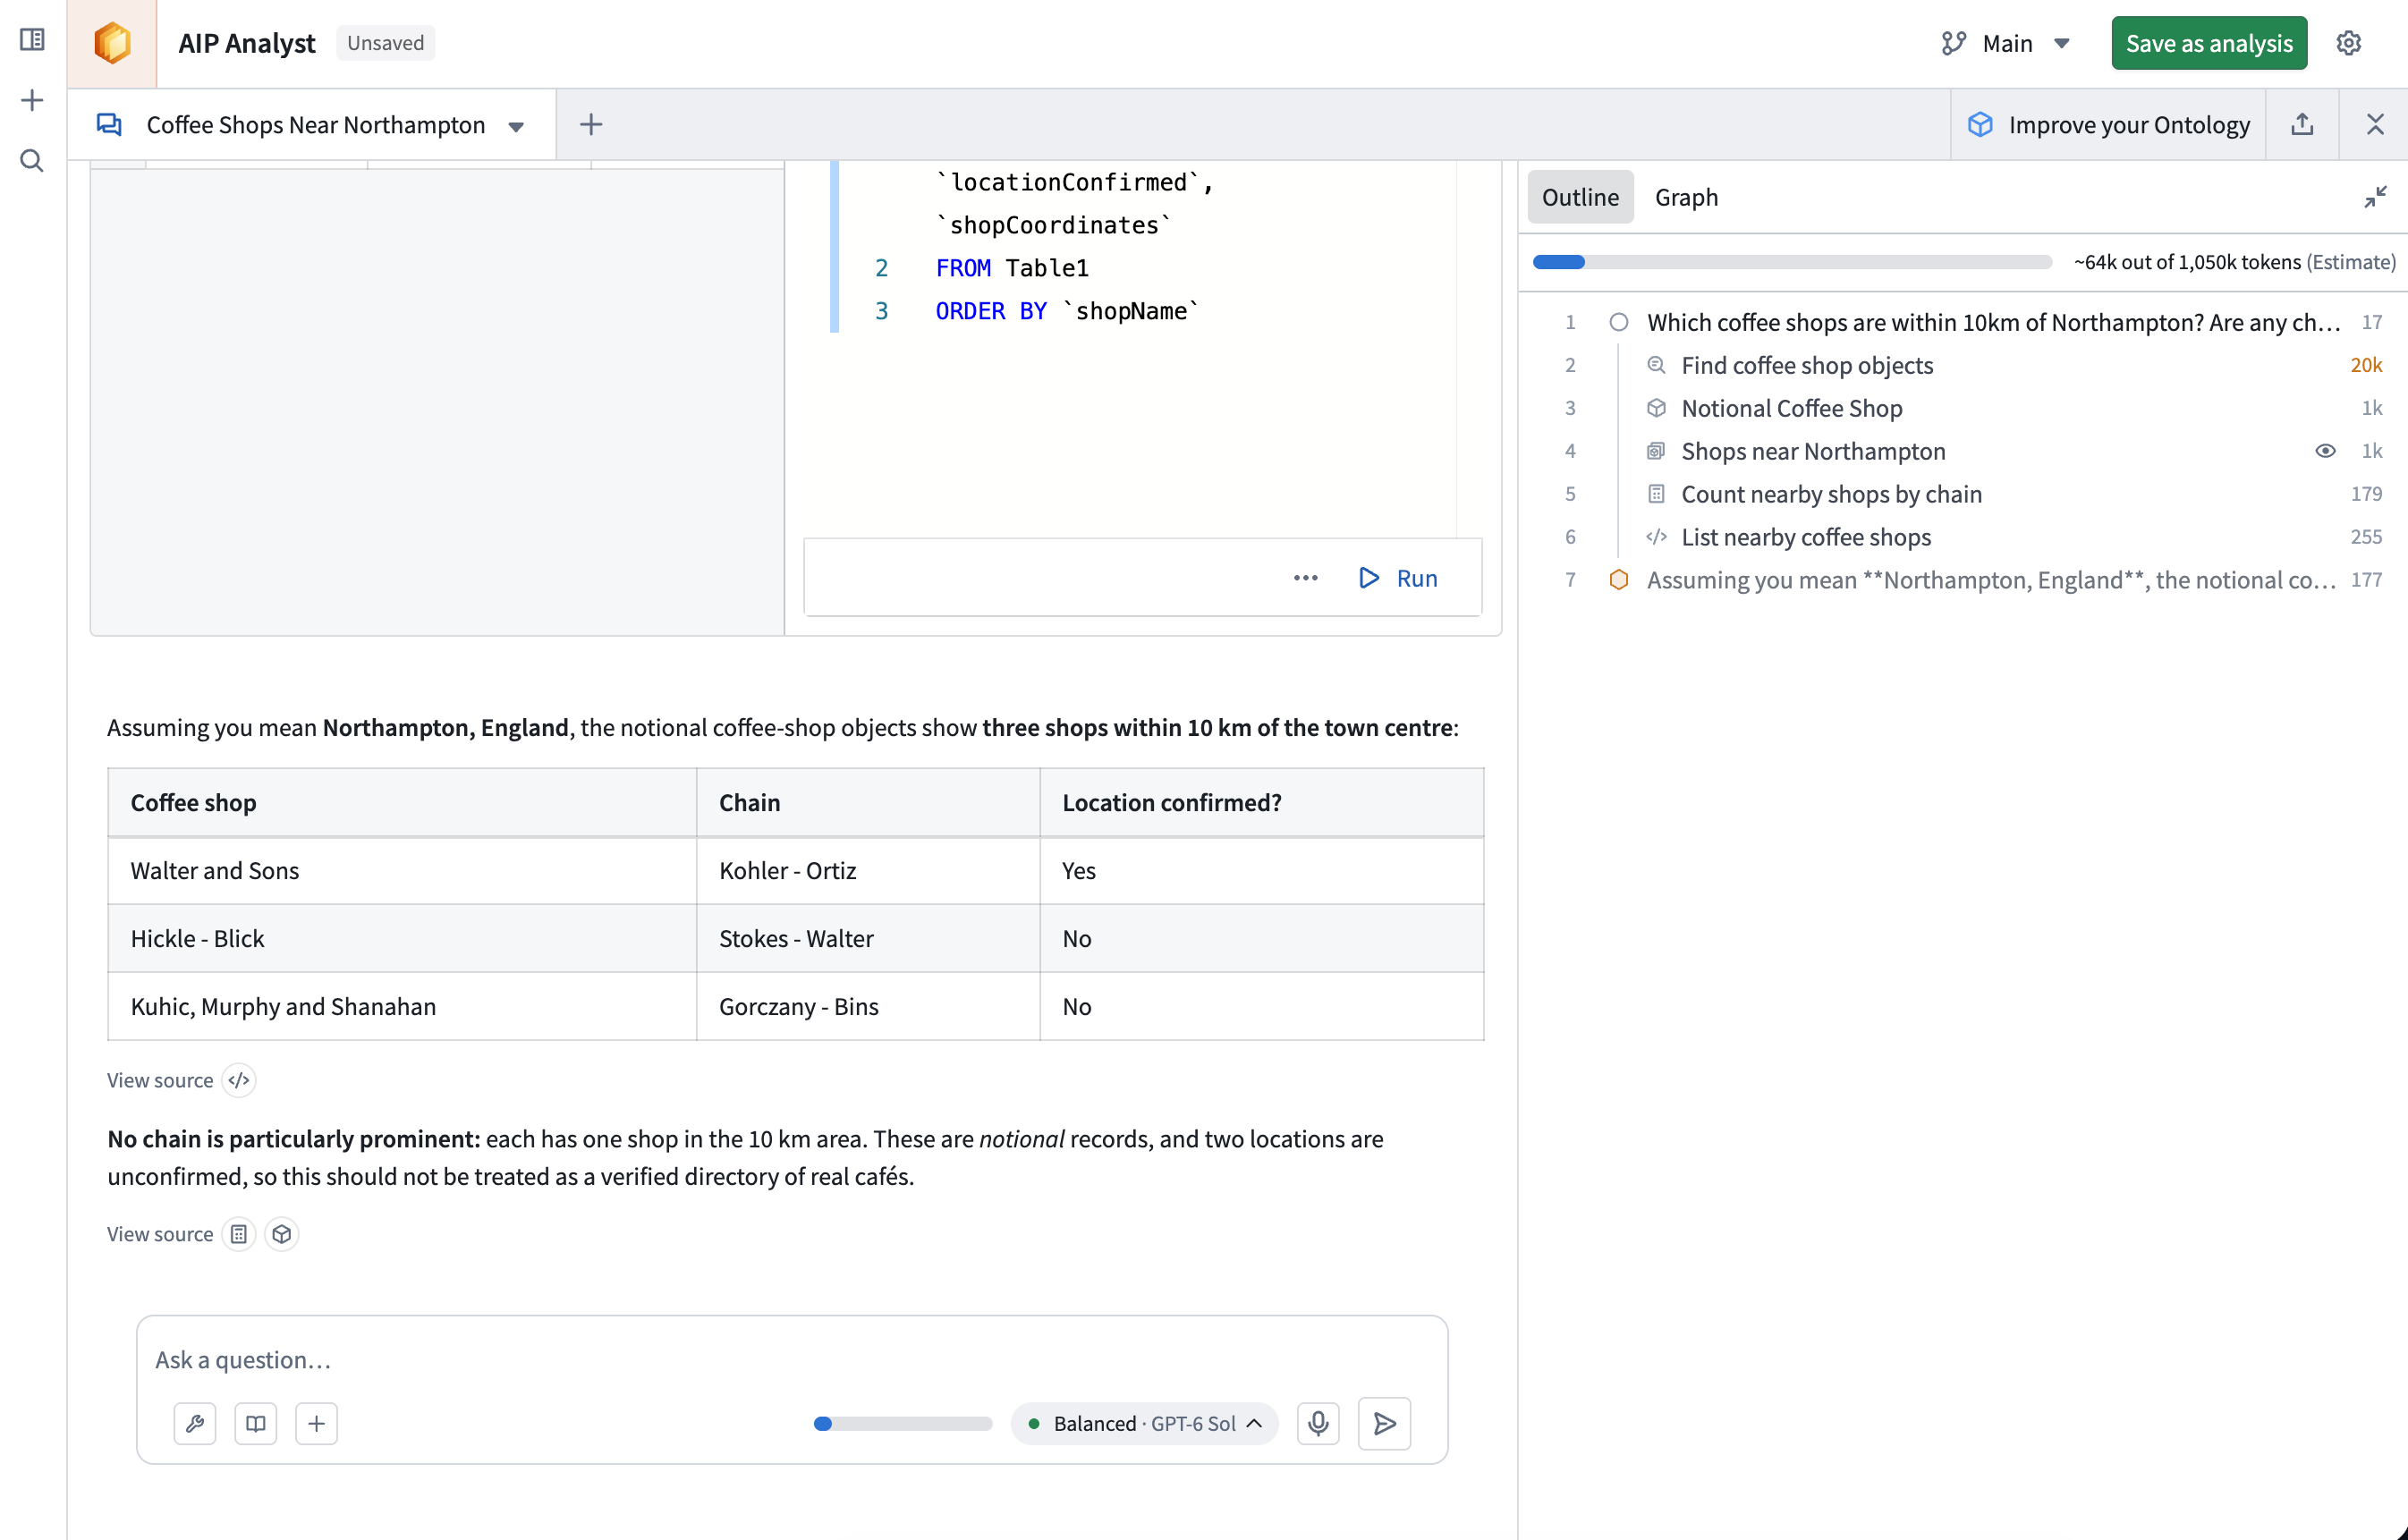 AIP Analyst
Unsaved
Main
Save as analysis
Coffee Shops Near Northampton
Improve your Ontology
`locationConfirmed`,
`shopCoordinates`
2 FROM Table1
3 ORDER BY `shopName`
Run
Assuming you mean Northampton, England, the notional coffee-shop objects show three shops within 10 km of the town centre:
Coffee shop Chain Location confirmed?
Walter and Sons Kohler - Ortiz Yes
Hickle - Blick Stokes - Walter No
Kuhic, Murphy and Shanahan Gorczany - Bins No
View source
No chain is particularly prominent: each has one shop in the 10 km area. These are notional records, and two locations are
unconfirmed, so this should not be treated as a verified directory of real cafés.
View source
Ask a question…
Balanced · GPT-6 Sol
Outline Graph
~64k out of 1,050k tokens (Estimate)
1 Which coffee shops are within 10km of Northampton? Are any ch… 17
2 Find coffee shop objects 20k
3 Notional Coffee Shop 1k
4 Shops near Northampton 1k
5 Count nearby shops by chain 179
6 List nearby coffee shops 255
7 Assuming you mean **Northampton, England**, the notional co… 177